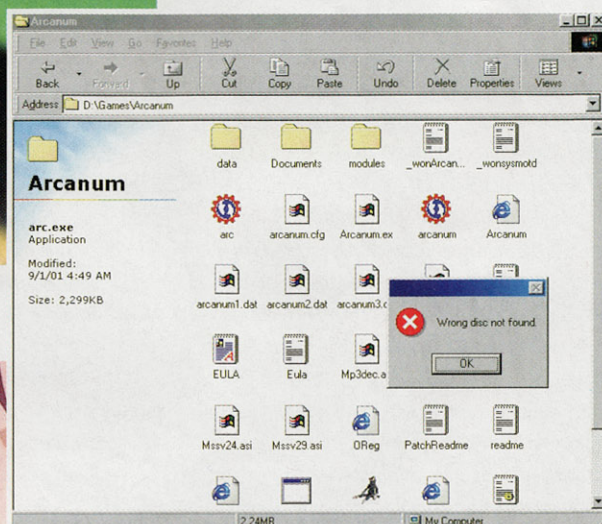 Arcanum
File Edit View Go Favorites Help
Back Forward Up Cut Copy Paste Undo Delete Properties Views
Address D:\Games\Arcanum
Arcanum
arc.exe
Application
Modified:
9/1/01 4:49 AM
Size: 2,299KB
data Documents modules _wonArcan... _wonsysmotd
arc arcanum.cfg Arcanum.ex arcanum Arcanum
arcanum1.dat arcanum2.dat
Wrong disc not found.
OK
EULA Eula
Mssv24.asi Mssv29.asi OReg PatchReadme readme
2.24MB My Computer